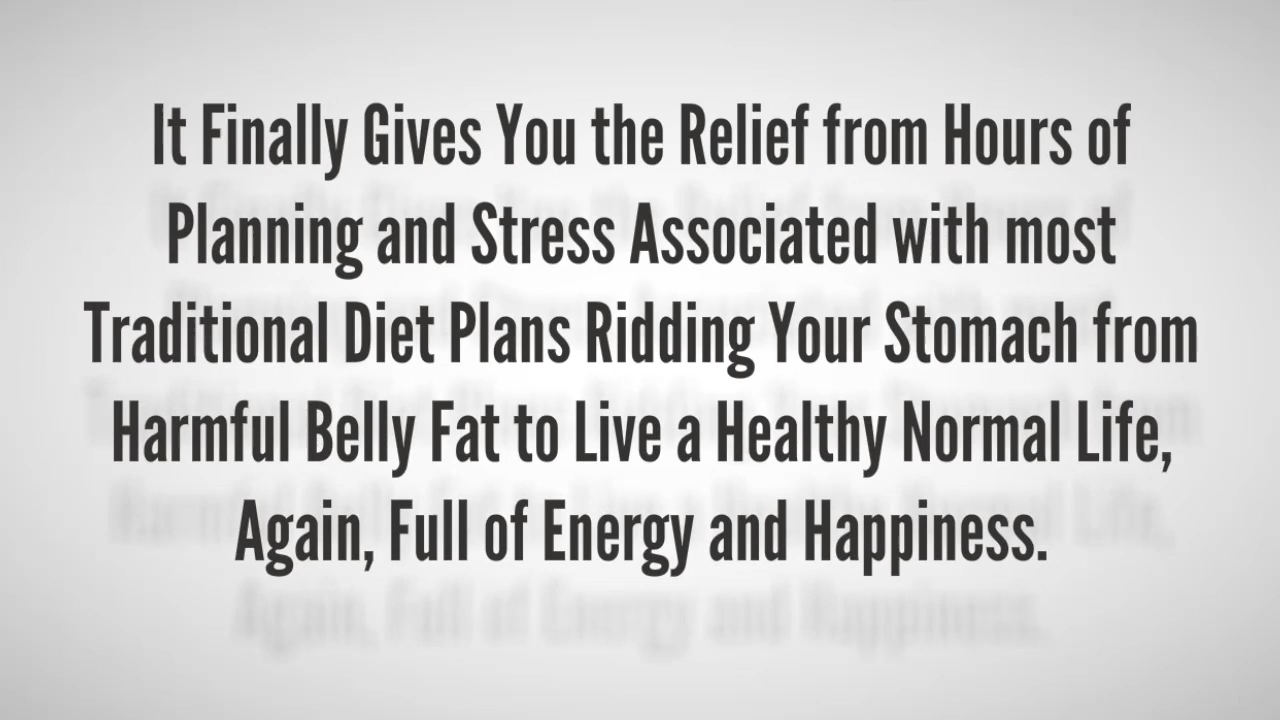 It Finally Gives You the Relief from Hours of
Planning and Stress Associated with most
Traditional Diet Plans Ridding Your Stomach from
Harmful Belly Fat to Live a Healthy Normal Life,
Again, Full of Energy and Happiness.